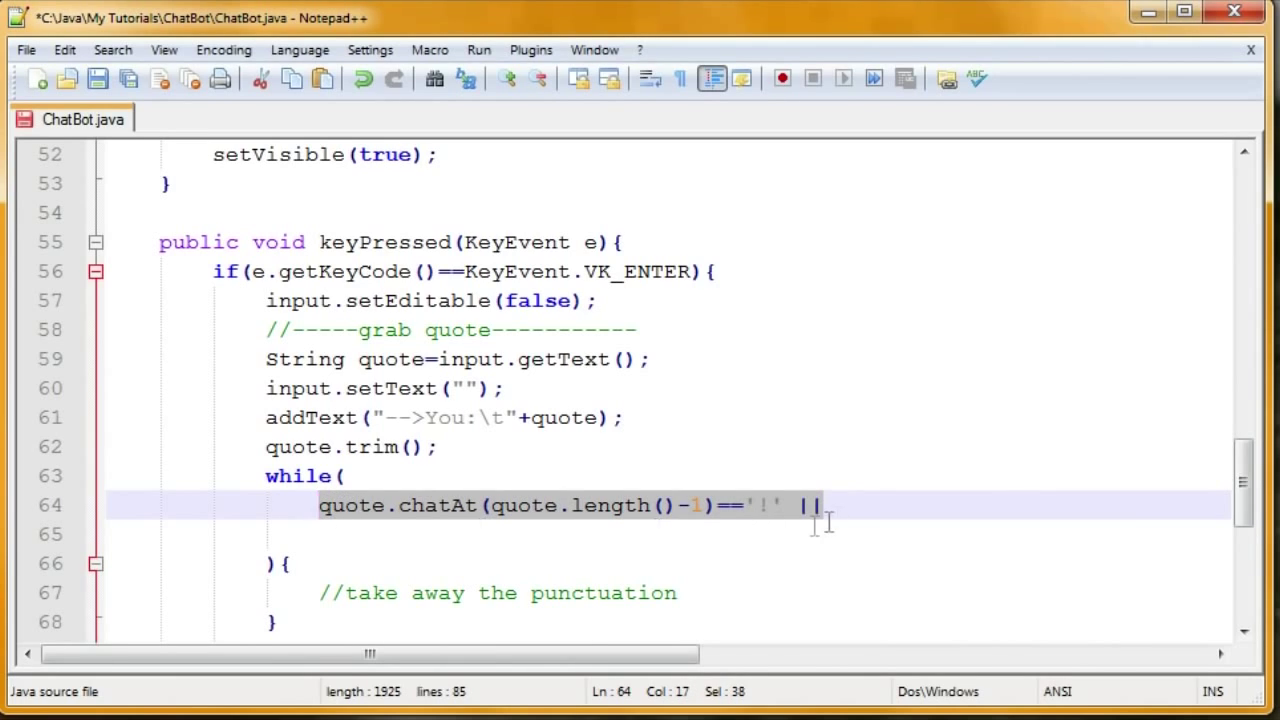 *C:\Java\My Tutorials\ChatBot\ChatBot.java - Notepad++
File Edit Search View Encoding Language Settings Macro Run Plugins Window ? X
ABC
ChatBot.java
52 setVisible(true);
53 }
54
55 public void keyPressed(KeyEvent e){
56 if(e.getKeyCode()==KeyEvent.VK_ENTER){
57 input.setEditable(false);
58 //-----grab quote-----------
59 String quote=input.getText();
60 input.setText("");
61 addText("-->You:\t"+quote);
62 quote.trim();
63 while(
64 quote.chatAt(quote.length()-1)=='!' ||
65
66 ){
67 //take away the punctuation
68 }
Java source file length : 1925 lines : 85 Ln : 64 Col : 17 Sel : 38 Dos\Windows ANSI INS